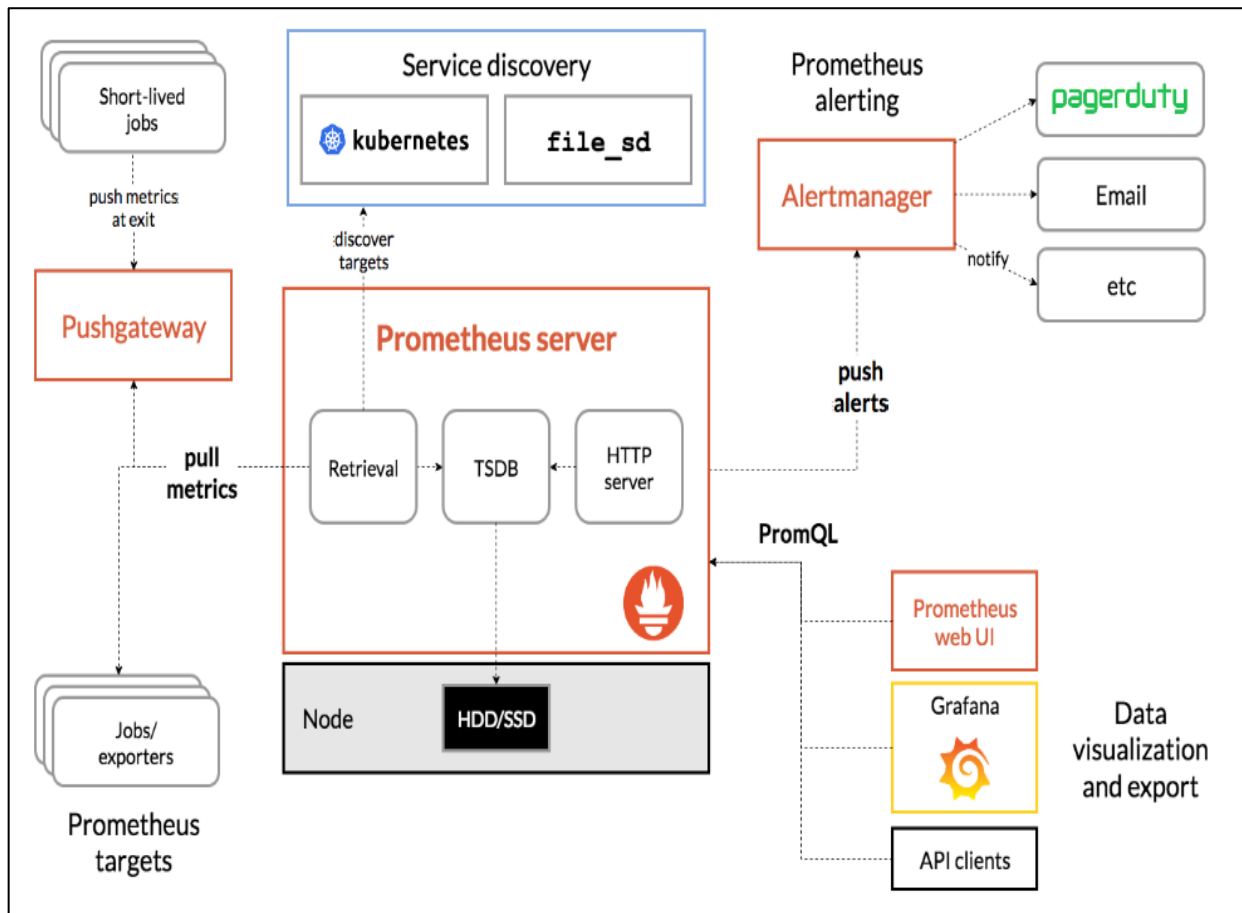 Short-lived
jobs
push metrics
at exit
Pushgateway
pull
metrics
Jobs/
exporters
Prometheus
targets
Service discovery
kubernetes
file_sd
discover
targets
Prometheus server
Retrieval
TSDB
HTTP
server
Node
HDD/SSD
Prometheus
alerting
Alertmanager
pagerduty
Email
notify
etc
push
alerts
PromQL
Prometheus
web UI
Grafana
API clients
Data
visualization
and export